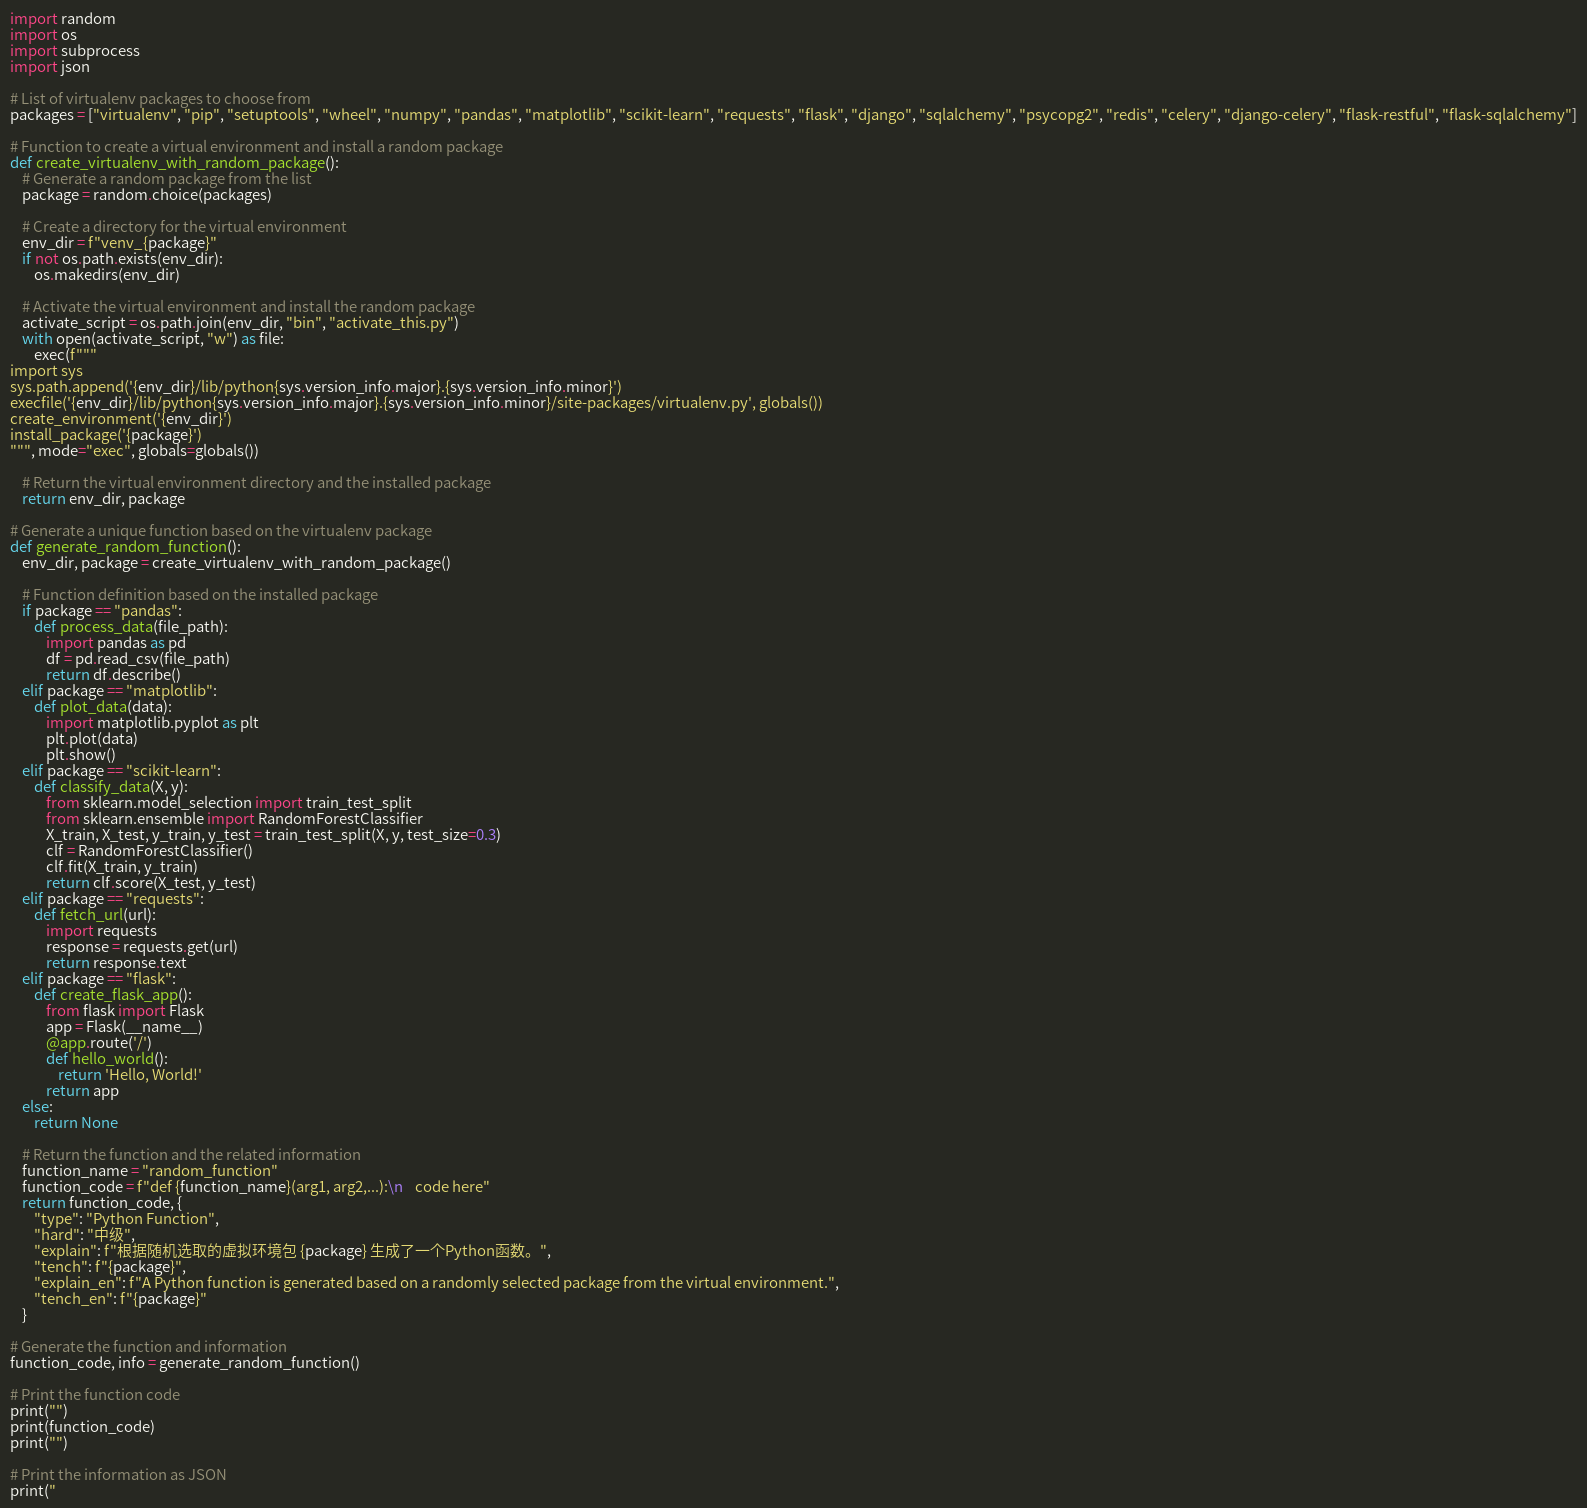 import random
import os
import subprocess
import json

# List of virtualenv packages to choose from
packages = ["virtualenv", "pip", "setuptools", "wheel", "numpy", "pandas", "matplotlib", "scikit-learn", "requests", "flask", "django", "sqlalchemy", "psycopg2", "redis", "celery", "django-celery", "flask-restful", "flask-sqlalchemy"]

# Function to create a virtual environment and install a random package
def create_virtualenv_with_random_package():
    # Generate a random package from the list
    package = random.choice(packages)

    # Create a directory for the virtual environment
    env_dir = f"venv_{package}"
    if not os.path.exists(env_dir):
        os.makedirs(env_dir)

    # Activate the virtual environment and install the random package
    activate_script = os.path.join(env_dir, "bin", "activate_this.py")
    with open(activate_script, "w") as file:
        exec(f"""
import sys
sys.path.append('{env_dir}/lib/python{sys.version_info.major}.{sys.version_info.minor}')
execfile('{env_dir}/lib/python{sys.version_info.major}.{sys.version_info.minor}/site-packages/virtualenv.py', globals())
create_environment('{env_dir}')
install_package('{package}')
""", mode="exec", globals=globals())

    # Return the virtual environment directory and the installed package
    return env_dir, package

# Generate a unique function based on the virtualenv package
def generate_random_function():
    env_dir, package = create_virtualenv_with_random_package()

    # Function definition based on the installed package
    if package == "pandas":
        def process_data(file_path):
            import pandas as pd
            df = pd.read_csv(file_path)
            return df.describe()
    elif package == "matplotlib":
        def plot_data(data):
            import matplotlib.pyplot as plt
            plt.plot(data)
            plt.show()
    elif package == "scikit-learn":
        def classify_data(X, y):
            from sklearn.model_selection import train_test_split
            from sklearn.ensemble import RandomForestClassifier
            X_train, X_test, y_train, y_test = train_test_split(X, y, test_size=0.3)
            clf = RandomForestClassifier()
            clf.fit(X_train, y_train)
            return clf.score(X_test, y_test)
    elif package == "requests":
        def fetch_url(url):
            import requests
            response = requests.get(url)
            return response.text
    elif package == "flask":
        def create_flask_app():
            from flask import Flask
            app = Flask(__name__)
            @app.route('/')
            def hello_world():
                return 'Hello, World!'
            return app
    else:
        return None

    # Return the function and the related information
    function_name = "random_function"
    function_code = f"def {function_name}(arg1, arg2,...):\n    code here"
    return function_code, {
        "type": "Python Function",
        "hard": "中级",
        "explain": f"根据随机选取的虚拟环境包 {package} 生成了一个Python函数。",
        "tench": f"{package}",
        "explain_en": f"A Python function is generated based on a randomly selected package from the virtual environment.",
        "tench_en": f"{package}"
    }

# Generate the function and information
function_code, info = generate_random_function()

# Print the function code
print("")
print(function_code)
print("")

# Print the information as JSON
print("